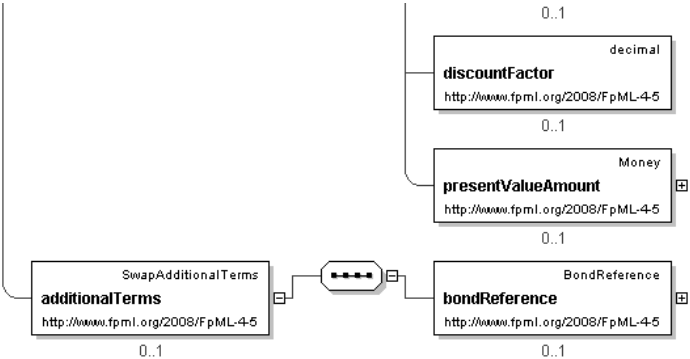 0..1
decimal
discountFactor
http://www.fpml.org/2008/FpML-4-5
0..1
Money
presentValueAmount
http://www.fpml.org/2008/FpML-4-5
0..1
SwapAdditionalTerms
additionalTerms
http://www.fpml.org/2008/FpML-4-5
0..1
BondReference
bondReference
http://www.fpml.org/2008/FpML-4-5
0..1